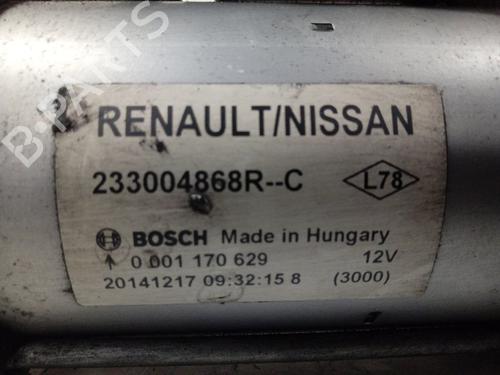 B-PARTS
RENAULT/NISSAN
233004868R--C
L78
BOSCH Made in Hungary
0 001 170 629 12V
20141217 09:32:15 8 (3000)